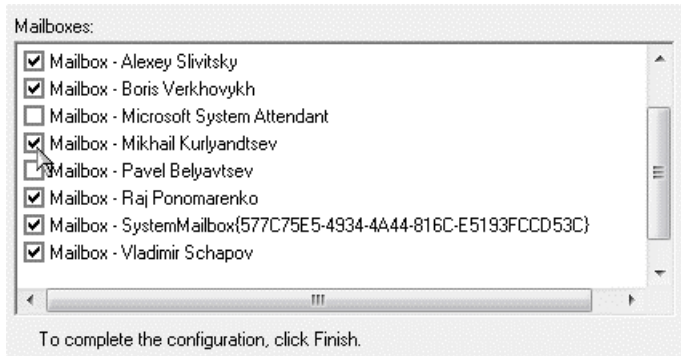 Mailboxes:
Mailbox - Alexey Slivitsky
Mailbox - Boris Verkhovykh
Mailbox - Microsoft System Attendant
Mailbox - Mikhail Kurlyandtsev
Mailbox - Pavel Belyavtsev
Mailbox - Raj Ponomarenko
Mailbox - SystemMailbox{577C75E5-4934-4A44-816C-E5193FCCD53C}
Mailbox - Vladimir Schapov
To complete the configuration, click Finish.